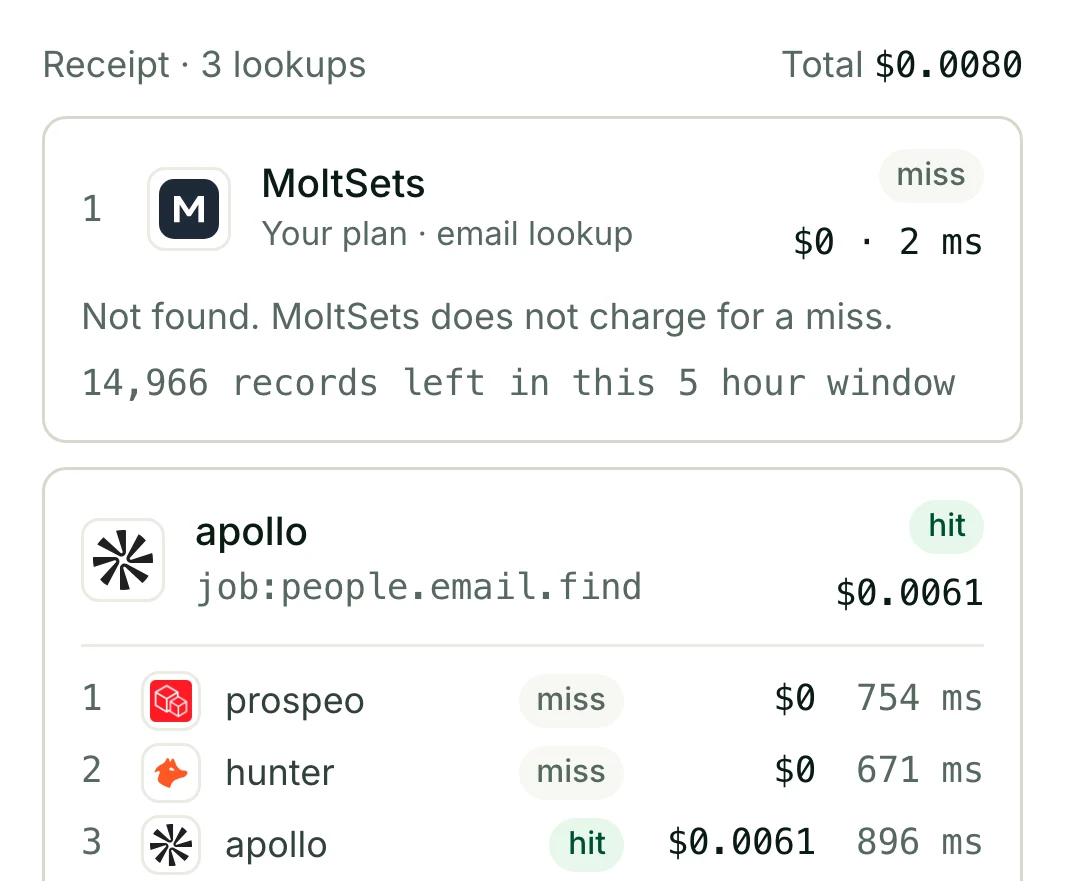 Receipt · 3 lookups Total $0.0080
1 M MoltSets miss
Your plan · email lookup $0 · 2 ms
Not found. MoltSets does not charge for a miss.
14,966 records left in this 5 hour window
apollo hit
job:people.email.find $0.0061
1 prospeo miss $0 754 ms
2 hunter miss $0 671 ms
3 apollo hit $0.0061 896 ms